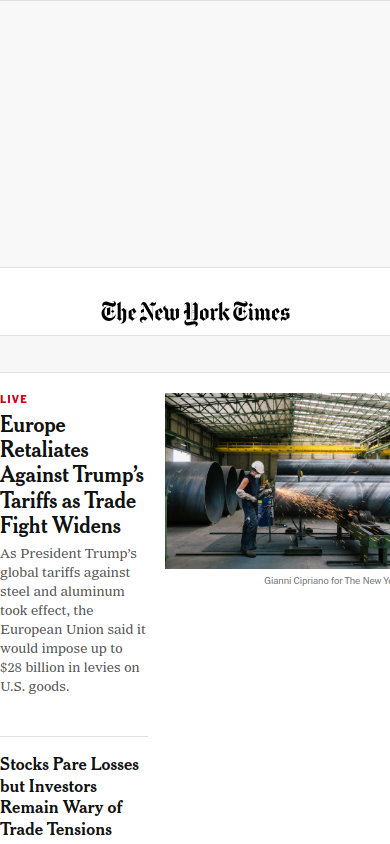 The New York Times
LIVE
Europe
Retaliates
Against Trump's
Tariffs as Trade
Fight Widens
As President Trump's
global tariffs against
steel and aluminum
took effect, the
European Union said it
would impose up to
$28 billion in levies on
U.S. goods.
Gianni Cipriano for The New Yo
Stocks Pare Losses
but Investors
Remain Wary of
Trade Tensions